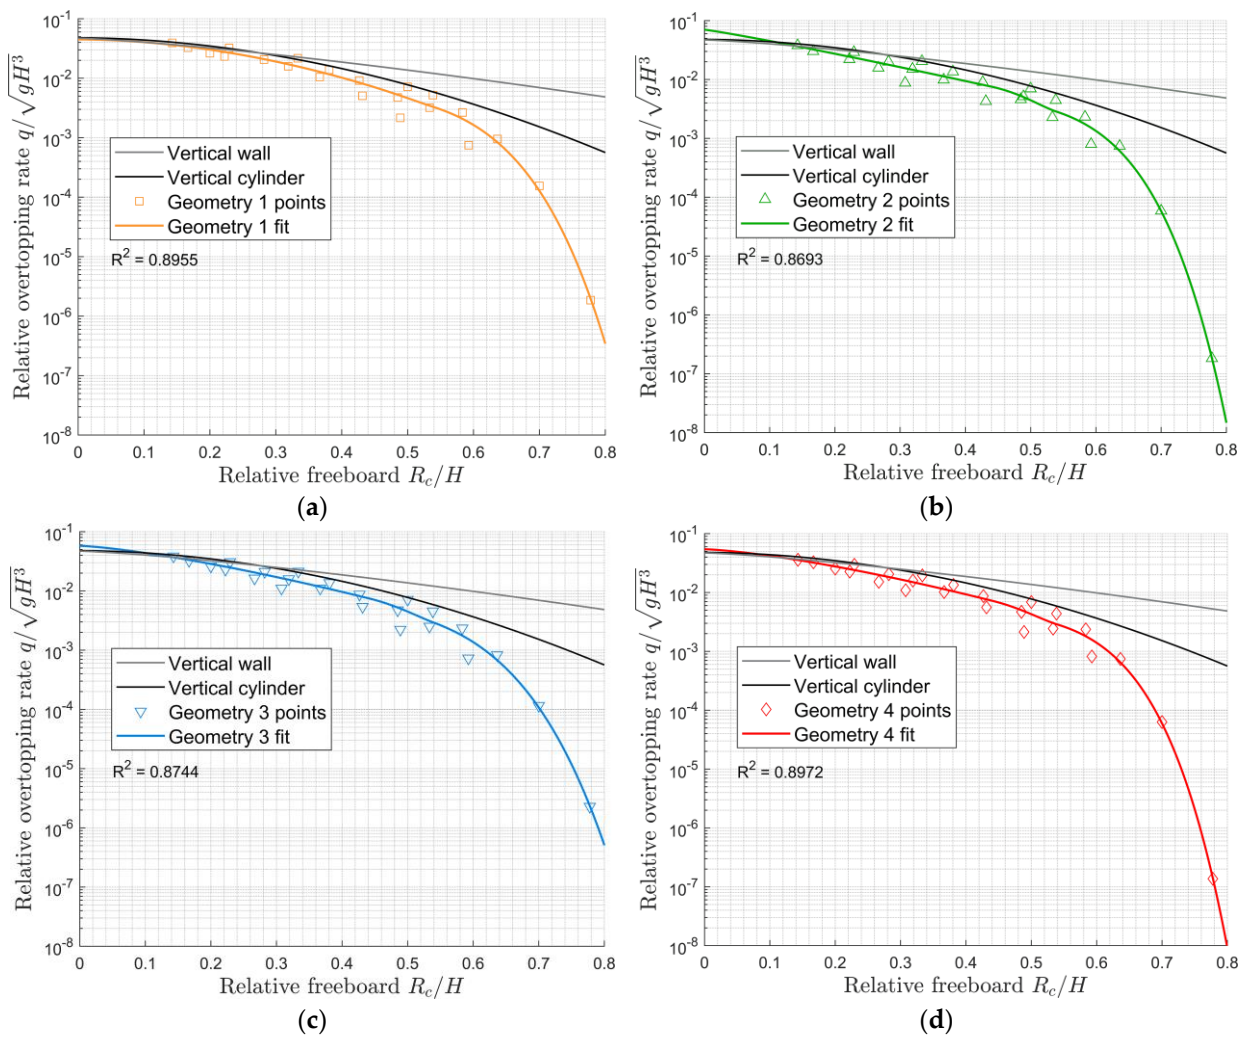 Relative overtopping rate q/√gH³
10⁻¹
10⁻²
10⁻³
10⁻⁴
10⁻⁵
10⁻⁶
10⁻⁷
10⁻⁸
Vertical wall
Vertical cylinder
Geometry 1 points
Geometry 1 fit
R² = 0.8955
0 0.1 0.2 0.3 0.4 0.5 0.6 0.7 0.8
Relative freeboard R_c/H
(a)
Relative overtopping rate q/√gH³
10⁻¹
10⁻²
10⁻³
10⁻⁴
10⁻⁵
10⁻⁶
10⁻⁷
10⁻⁸
Vertical wall
Vertical cylinder
Geometry 2 points
Geometry 2 fit
R² = 0.8693
0 0.1 0.2 0.3 0.4 0.5 0.6 0.7 0.8
Relative freeboard R_c/H
(b)
Relative overtopping rate q/√gH³
10⁻¹
10⁻²
10⁻³
10⁻⁴
10⁻⁵
10⁻⁶
10⁻⁷
10⁻⁸
Vertical wall
Vertical cylinder
Geometry 3 points
Geometry 3 fit
R² = 0.8744
0 0.1 0.2 0.3 0.4 0.5 0.6 0.7 0.8
Relative freeboard R_c/H
(c)
Relative overtopping rate q/√gH³
10⁻¹
10⁻²
10⁻³
10⁻⁴
10⁻⁵
10⁻⁶
10⁻⁷
10⁻⁸
Vertical wall
Vertical cylinder
Geometry 4 points
Geometry 4 fit
R² = 0.8972
0 0.1 0.2 0.3 0.4 0.5 0.6 0.7 0.8
Relative freeboard R_c/H
(d)